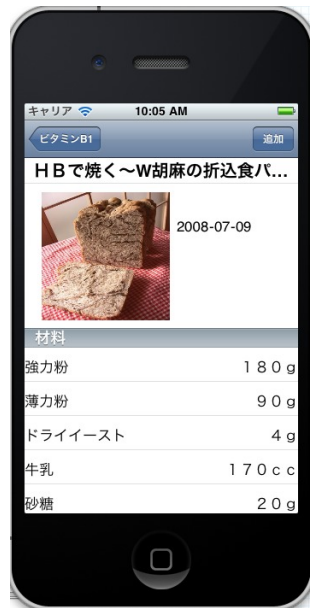 キャリア 10:05 AM
ビタミンB1 追加
ＨＢで焼く～W胡麻の折込食パ...
2008-07-09
材料
強力粉 １８０ｇ
薄力粉 ９０ｇ
ドライイースト ４ｇ
牛乳 １７０ｃｃ
砂糖 ２０ｇ